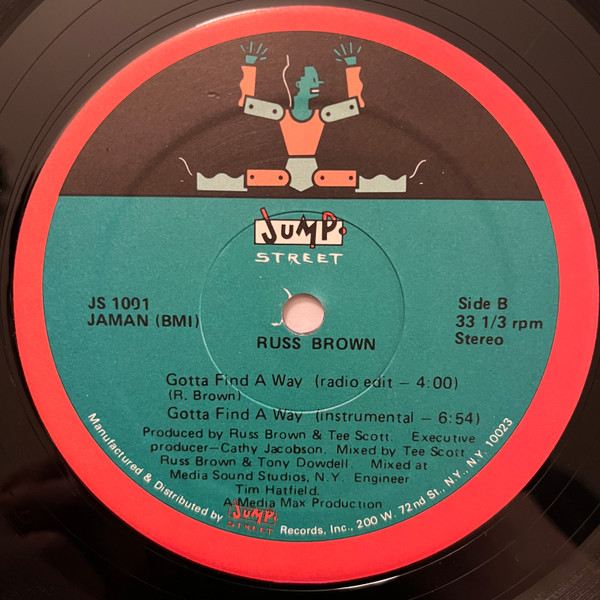 JUMP
STREET
JS 1001
JAMAN (BMI)
Side B
33 1/3 rpm
Stereo
RUSS BROWN
Gotta Find A Way (radio edit – 4:00)
(R. Brown)
Gotta Find A Way (instrumental – 6:54)
Produced by Russ Brown & Tee Scott. Executive
producer–Cathy Jacobson. Mixed by Tee Scott
Russ Brown & Tony Dowdell. Mixed at
Media Sound Studios, N.Y. Engineer
Tim Hatfield.
A Media Max Production
Manufactured & Distributed by JUMP STREET Records, Inc., 200 W. 72nd St., N.Y., N.Y. 10023